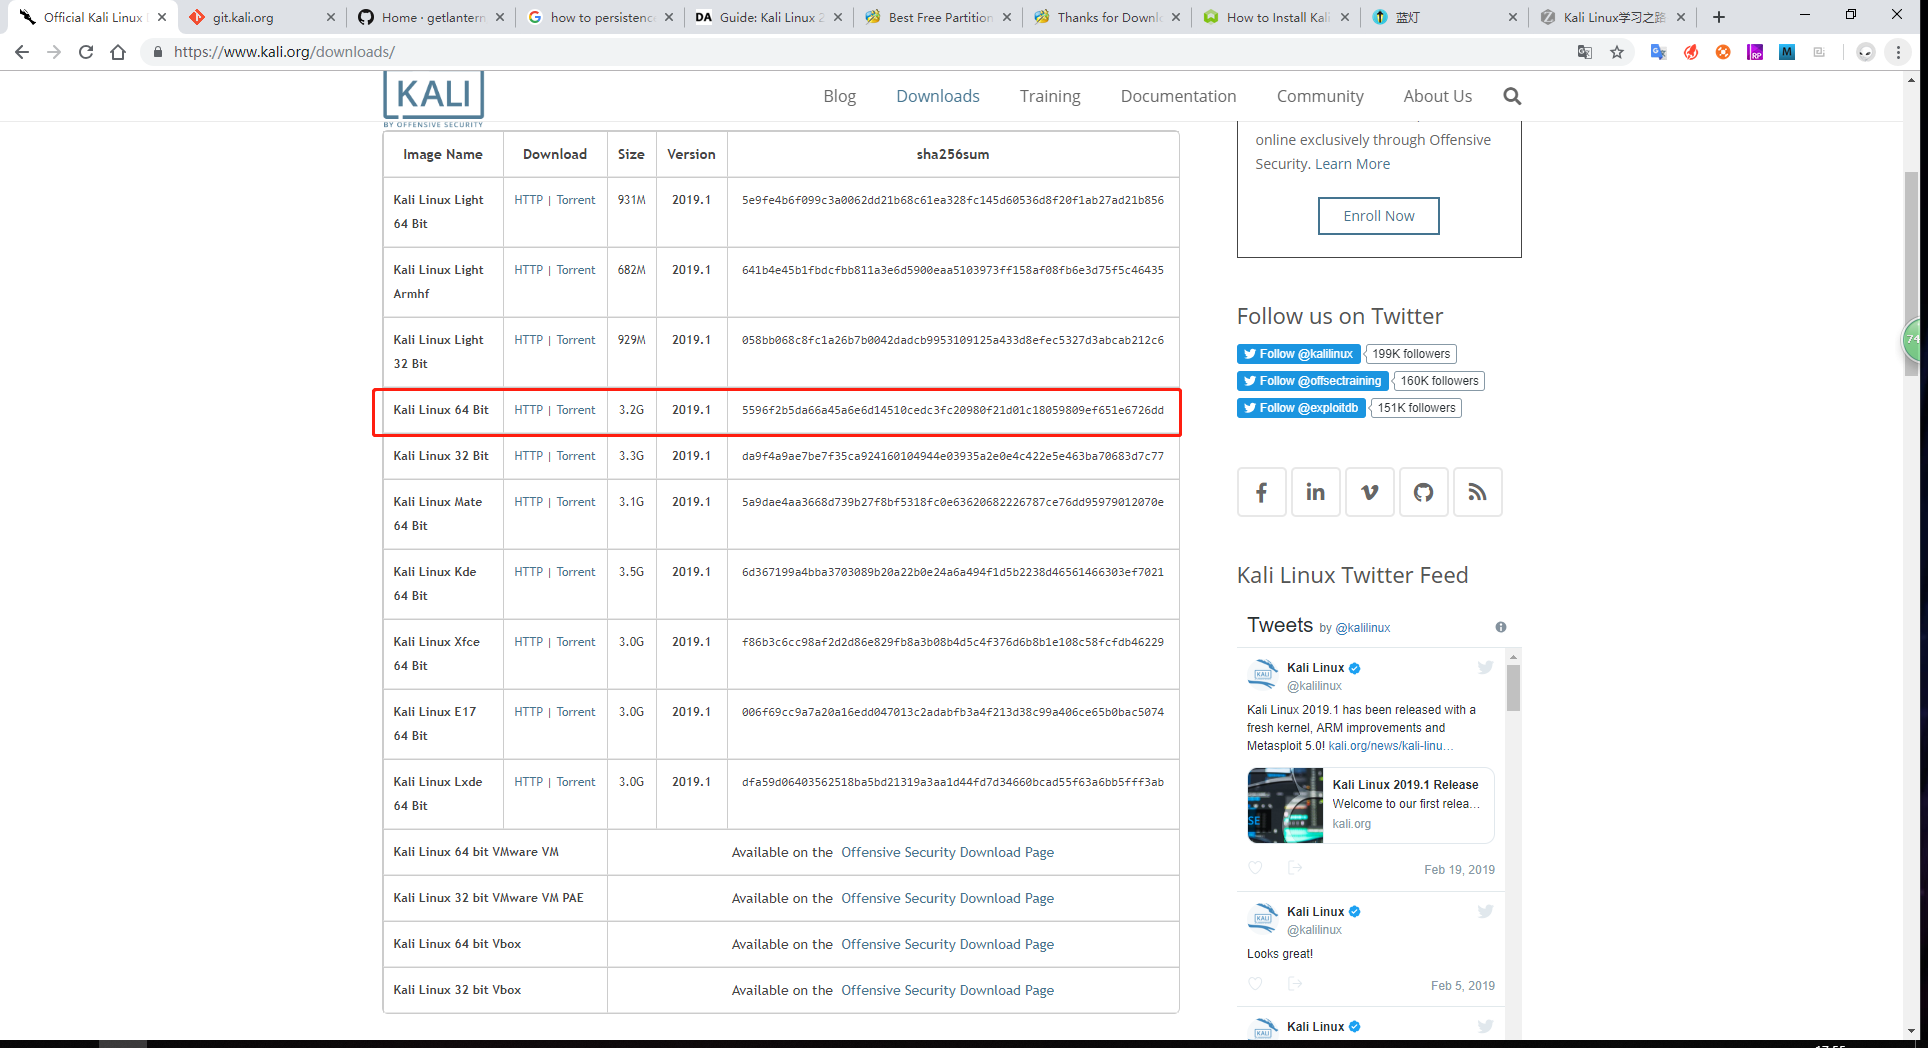 Official Kali Linux
git.kali.org
Home · getlantern
how to persistenc
DA Guide: Kali Linux 2
Best Free Partition
Thanks for Downl
How to Install Kali
蓝灯
Kali Linux学习之路
https://www.kali.org/downloads/
KALI
BY OFFENSIVE SECURITY
Blog
Downloads
Training
Documentation
Community
About Us
Image Name Download Size Version sha256sum
Kali Linux Light
64 Bit
HTTP | Torrent 931M 2019.1 5e9fe4b6f099c3a0062dd21b68c61ea328fc145d60536d8f20f1ab27ad21b856
Kali Linux Light
Armhf
HTTP | Torrent 682M 2019.1 641b4e45b1fbdcfbb811a3e6d5900eaa5103973ff158af08fb6e3d75f5c46435
Kali Linux Light
32 Bit
HTTP | Torrent 929M 2019.1 058bb068c8fc1a26b7b0042dadcb9953109125a433d8efec5327d3abcab212c6
Kali Linux 64 Bit HTTP | Torrent 3.2G 2019.1 5596f2b5da66a45a6e6d14510cedc3fc20980f21d01c18059809ef651e6726dd
Kali Linux 32 Bit HTTP | Torrent 3.3G 2019.1 da9f4a9ae7be7f35ca924160104944e03935a2e0e4c422e5e463ba70683d7c77
Kali Linux Mate
64 Bit
HTTP | Torrent 3.1G 2019.1 5a9dae4aa3668d739b27f8bf5318fc0e63620682226787ce76dd95979012070e
Kali Linux Kde
64 Bit
HTTP | Torrent 3.5G 2019.1 6d367199a4bba3703089b20a22b0e24a6a494f1d5b2238d46561466303ef7021
Kali Linux Xfce
64 Bit
HTTP | Torrent 3.0G 2019.1 f86b3c6cc98af2d2d86e829fb8a3b08b4d5c4f376d6b8b1e108c58fcfdb46229
Kali Linux E17
64 Bit
HTTP | Torrent 3.0G 2019.1 006f69cc9a7a20a16edd047013c2adabfb3a4f213d38c99a406ce65b0bac5074
Kali Linux Lxde
64 Bit
HTTP | Torrent 3.0G 2019.1 dfa59d06403562518ba5bd21319a3aa1d44fd7d34660bcad55f63a6bb5fff3ab
Kali Linux 64 bit VMware VM Available on the Offensive Security Download Page
Kali Linux 32 bit VMware VM PAE Available on the Offensive Security Download Page
Kali Linux 64 bit Vbox Available on the Offensive Security Download Page
Kali Linux 32 bit Vbox Available on the Offensive Security Download Page
online exclusively through Offensive
Security. Learn More
Enroll Now
74
Follow us on Twitter
Follow @kalilinux 199K followers
Follow @offsectraining 160K followers
Follow @exploitdb 151K followers
Kali Linux Twitter Feed
Tweets by @kalilinux
Kali Linux
@kalilinux
Kali Linux 2019.1 has been released with a
fresh kernel, ARM improvements and
Metasploit 5.0! kali.org/news/kali-linu…
Kali Linux 2019.1 Release
Welcome to our first relea…
kali.org
Feb 19, 2019
Kali Linux
@kalilinux
Looks great!
Feb 5, 2019
Kali Linux